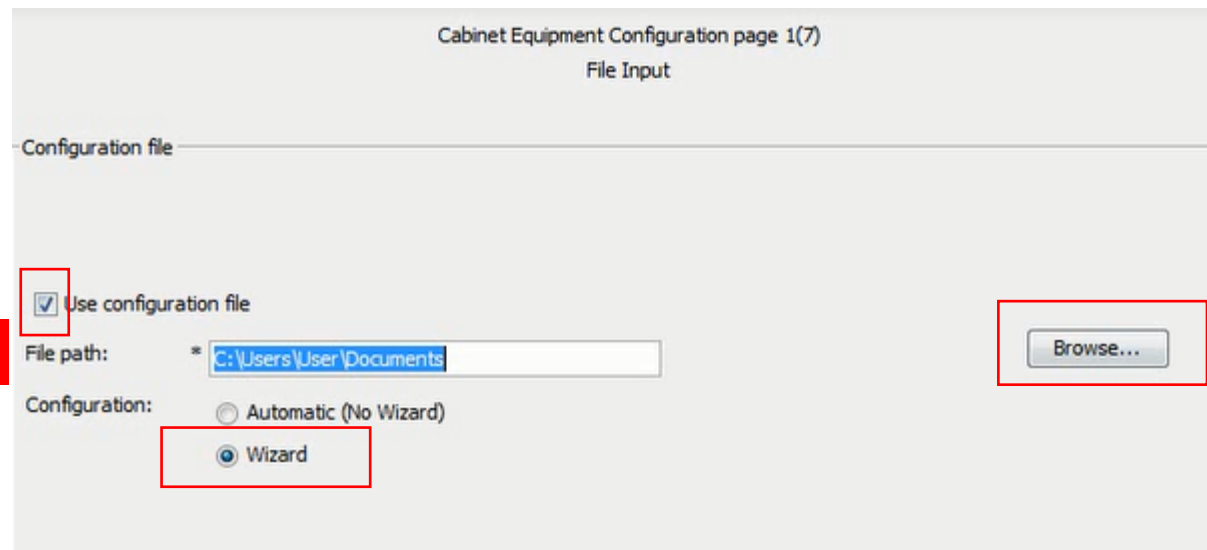 Cabinet Equipment Configuration page 1(7)
File Input
Configuration file
Use configuration file
File path: * C:\Users\User\Documents Browse...
Configuration: Automatic (No Wizard)
Wizard